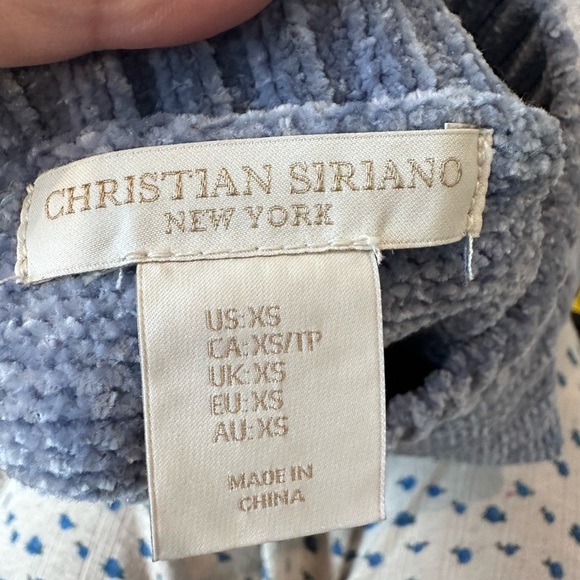 CHRISTIAN SIRIANO
NEW YORK
US: XS
CA: XS/TP
UK: XS
EU: XS
AU: XS
MADE IN
CHINA